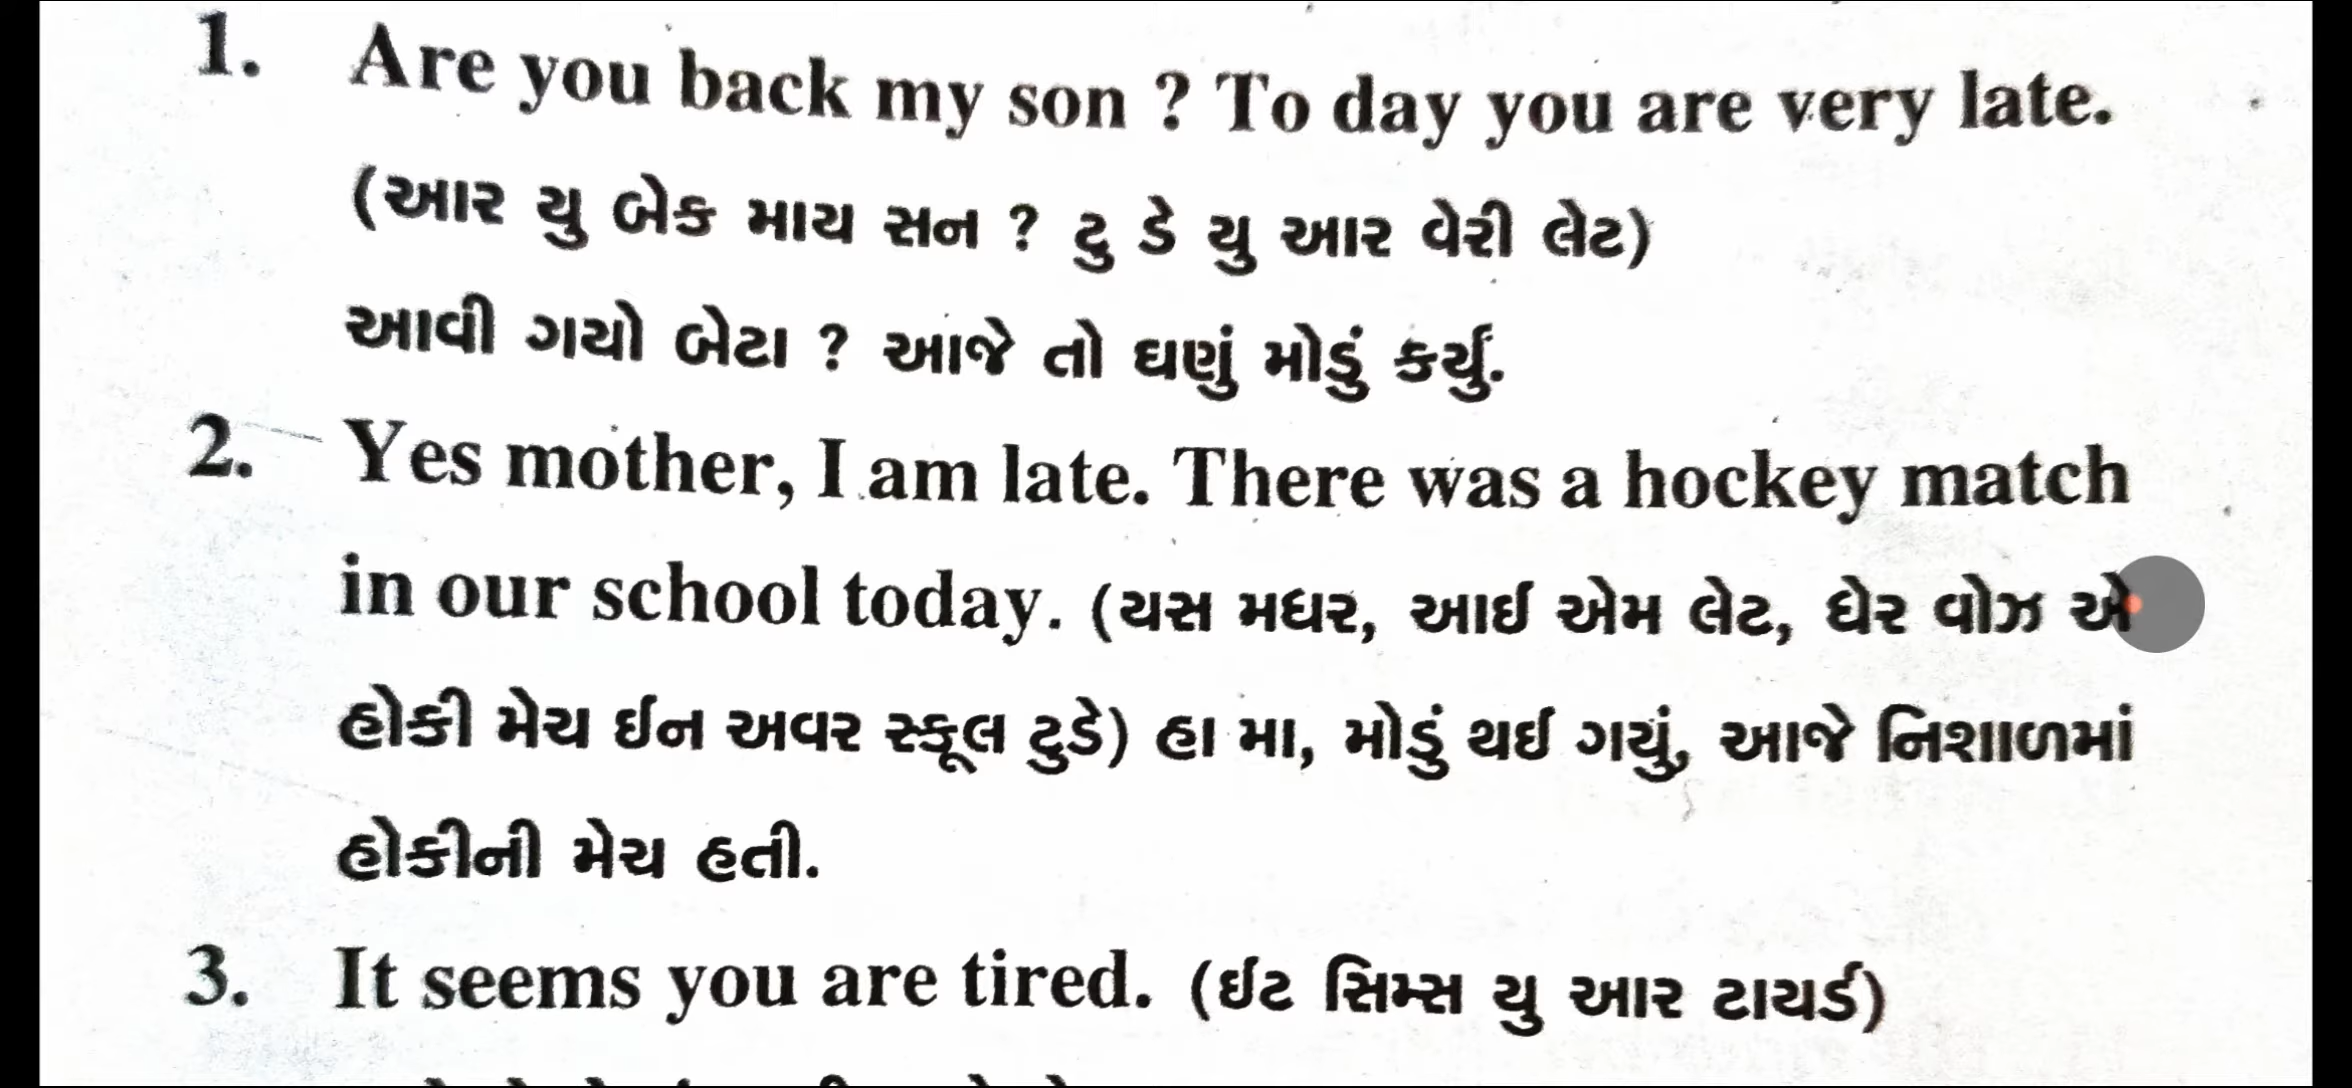 1. Are you back my son ? To day you are very late.
(આર યુ બેક માય સન ? ટુ ડે યુ આર વેરી લેટ)
આવી ગયો બેટા ? આજે તો ઘણું મોડું કર્યું.
2. Yes mother, I am late. There was a hockey match
in our school today. (યસ મધર, આઈ એમ લેટ, ધેર વોઝ એ
હોકી મેચ ઈન અવર સ્કૂલ ટુડે) હા મા, મોડું થઈ ગયું, આજે નિશાળમાં
હોકીની મેચ હતી.
3. It seems you are tired. (ઈટ સિમ્સ યુ આર ટાયર્ડ)